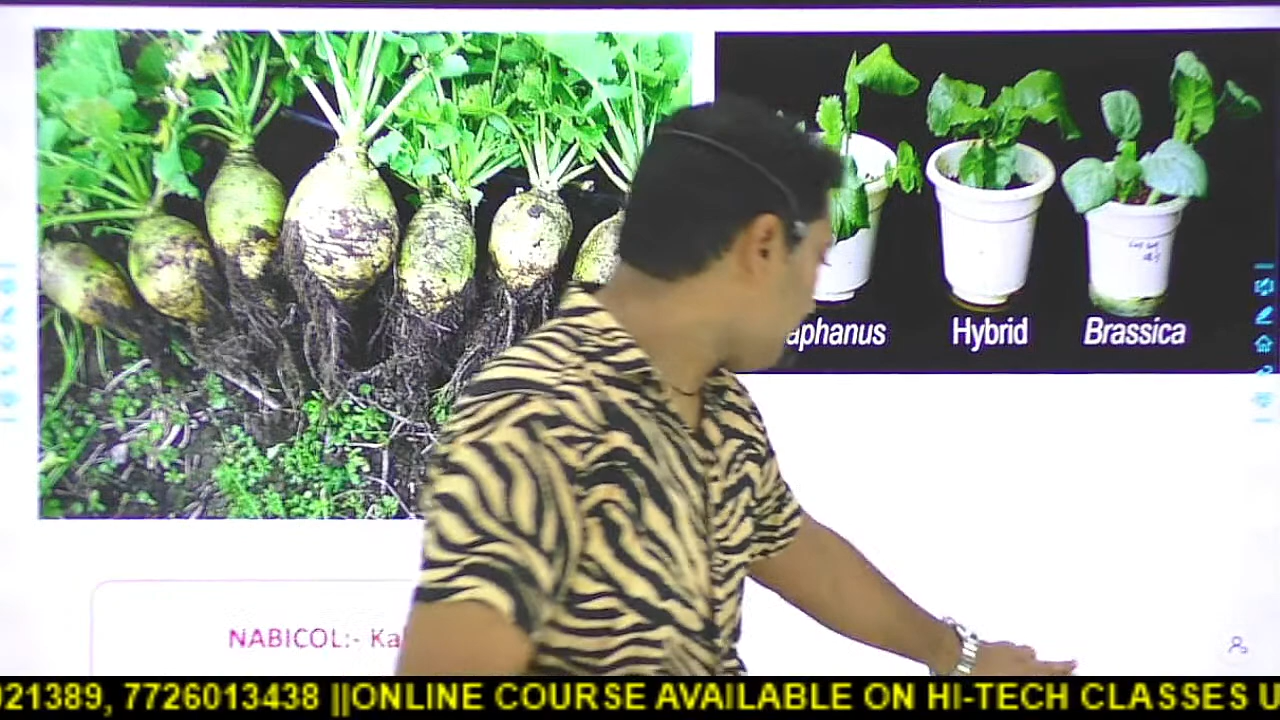 aphanus
Hybrid
Brassica
NABICOL:- Ka
021389, 7726013438 ||ONLINE COURSE AVAILABLE ON HI-TECH CLASSES U